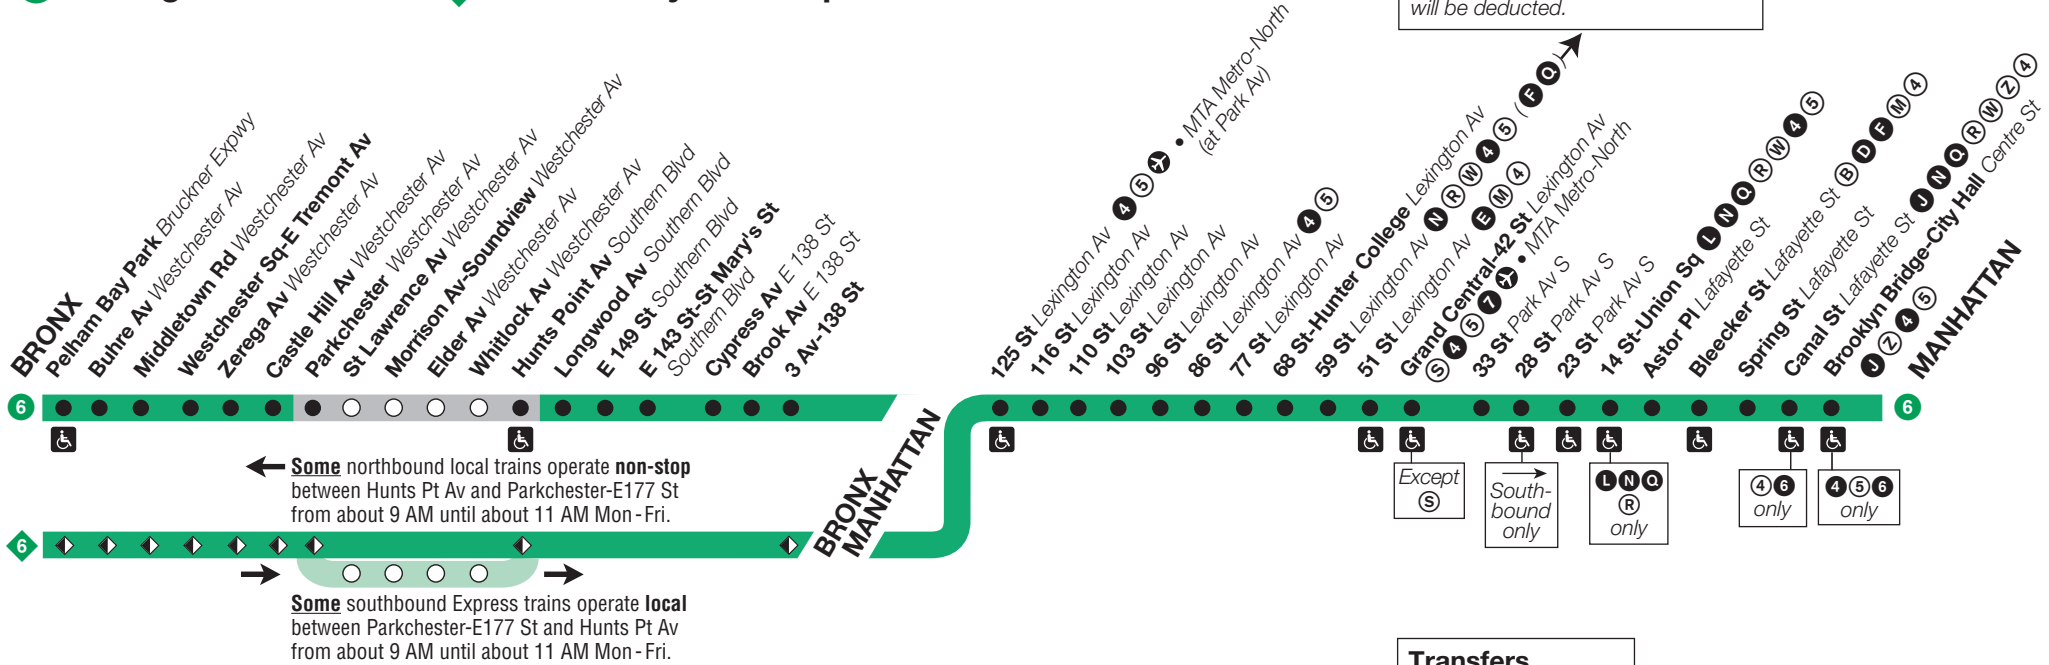 will be deducted.
BRONX
Pelham Bay Park Bruckner Expwy
Buhre Av Westchester Av
Middletown Rd Westchester Av
Westchester Sq-E Tremont Av
Zerega Av Westchester Av
Castle Hill Av Westchester Av
Parkchester Westchester Av
St Lawrence Av Westchester Av
Morrison Av-Soundview Westchester Av
Elder Av Westchester Av
Whitlock Av Westchester Av
Hunts Point Av Southern Blvd
Longwood Av Southern Blvd
E 149 St Southern Blvd
E 143 St-St Mary's St
Southern Blvd
Cypress Av E 138 St
Brook Av E 138 St
3 Av-138 St
125 St Lexington Av 4 5 • MTA Metro-North
(at Park Av)
116 St Lexington Av
110 St Lexington Av
103 St Lexington Av
96 St Lexington Av
86 St Lexington Av 4 5
77 St Lexington Av
68 St-Hunter College Lexington Av
59 St Lexington Av N R W 4 5 (F Q)
51 St Lexington Av E M 4
Grand Central-42 St Lexington Av
S 4 5 7 • MTA Metro-North
33 St Park Av S
28 St Park Av S
23 St Park Av S
14 St-Union Sq L N Q R W 4 5
Astor Pl Lafayette St
Bleecker St Lafayette St B D F M 4
Spring St Lafayette St
Canal St Lafayette St J N Q R W Z 4
Brooklyn Bridge-City Hall Centre St
J Z 4 5
MANHATTAN
6
6
Except
S
South-
bound
only
L N Q
R
only
4 6
only
4 5 6
only
BRONX
MANHATTAN
Some northbound local trains operate non-stop
between Hunts Pt Av and Parkchester-E177 St
from about 9 AM until about 11 AM Mon-Fri.
6
Some southbound Express trains operate local
between Parkchester-E177 St and Hunts Pt Av
from about 9 AM until about 11 AM Mon-Fri.
Transfers